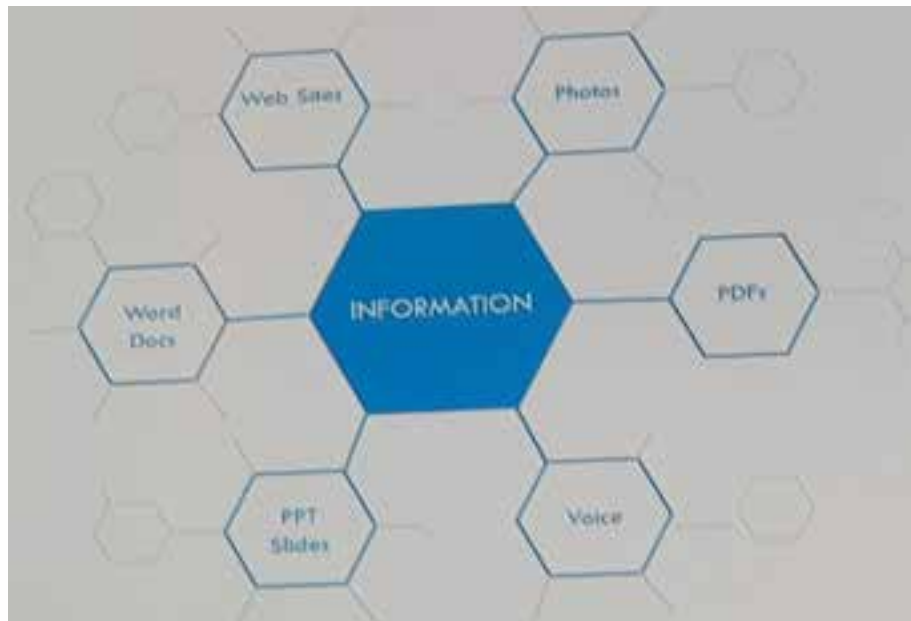 Web Sites
Photos
Word
Docs
INFORMATION
PDFs
PPT
Slides
Voice